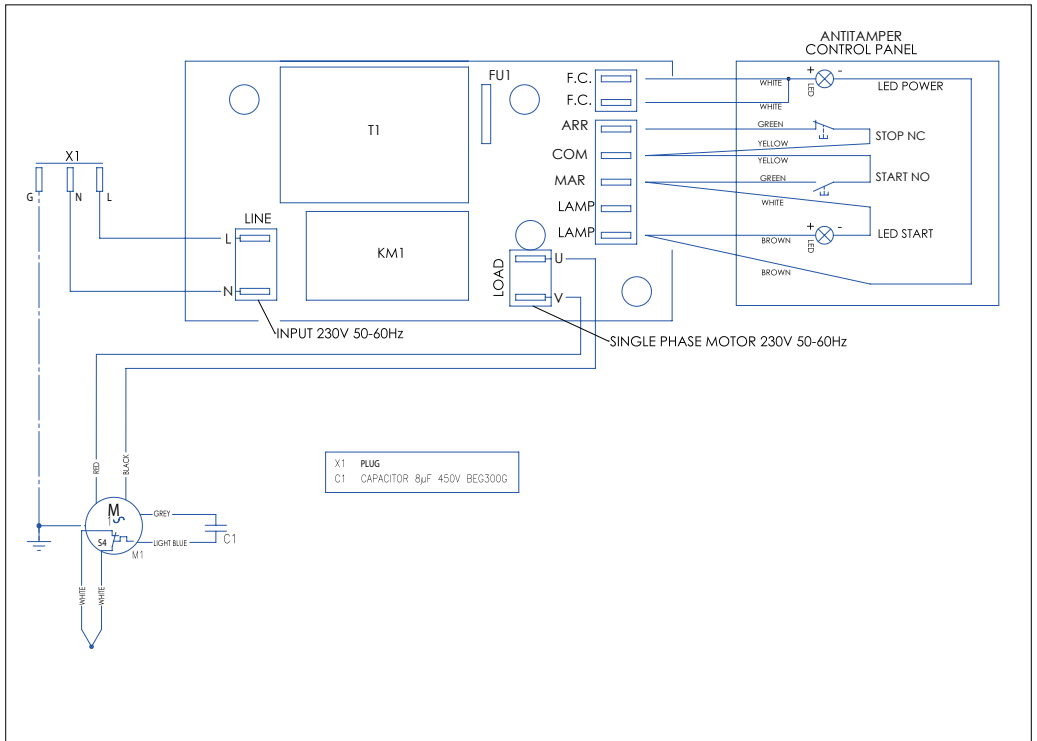 ANTITAMPER
CONTROL PANEL
FU1
T1
F.C.
WHITE
+
-
LED
LED POWER
F.C.
WHITE
ARR
GREEN
STOP NC
YELLOW
COM
YELLOW
MAR
GREEN
START NO
WHITE
LAMP
LAMP
BROWN
+
-
LED
LED START
BROWN
X1
G
N
L
LINE
L
N
KM1
LOAD
U
V
INPUT 230V 50-60Hz
SINGLE PHASE MOTOR 230V 50-60Hz
RED
BLACK
X1 PLUG
C1 CAPACITOR 8µF 450V BEG300G
M
1
S4
M1
GREY
LIGHT BLUE
C1
WHITE
WHITE